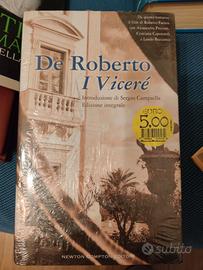 Da questo romanzo
il film di Roberto Faenza
con Alessandro Preziosi,
Cristiana Capotondi
e Lando Buzzanca
De Roberto
I Viceré
Introduzione di Sergio Campailla
Edizione integrale
EURO
5.00
NEWTON COMPTON EDITORI
subito